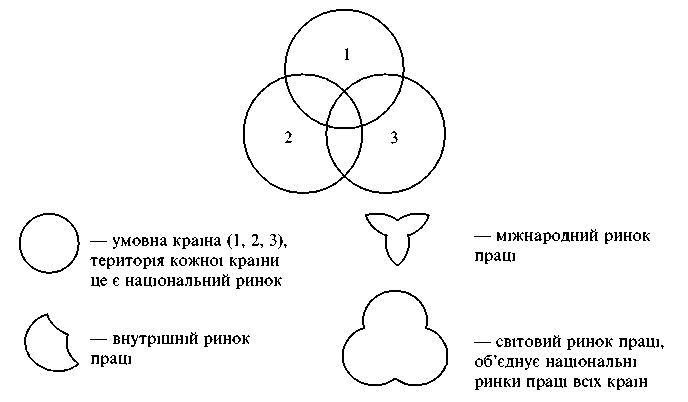 1
2
3
— умовна країна (1, 2, 3),
територія кожної країни
це є національний ринок
— міжнародний ринок
праці
— внутрішній ринок
праці
— світовий ринок праці,
об’єднує національні
ринки праці всіх країн